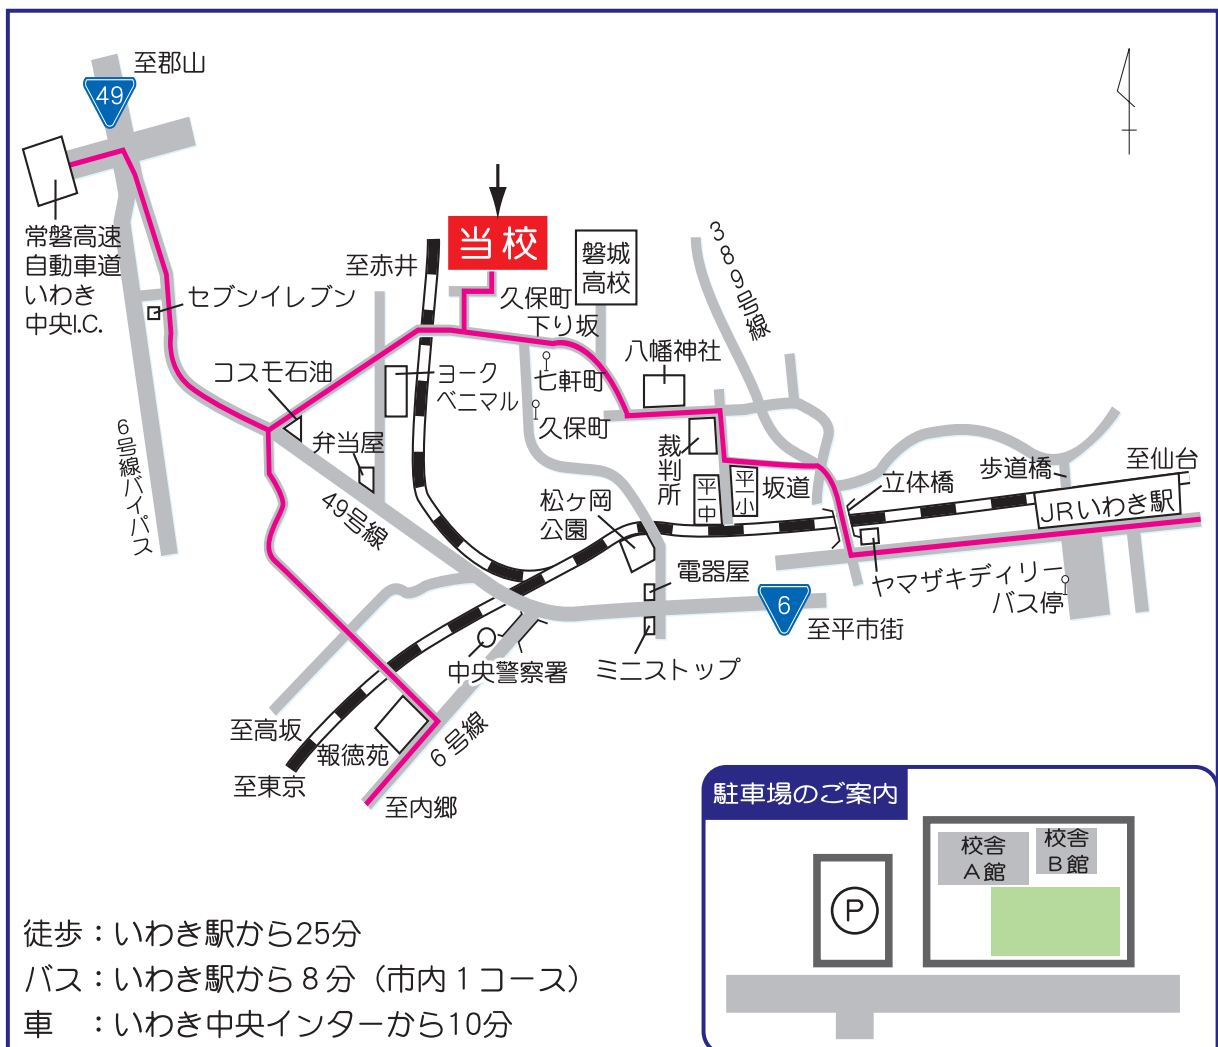 至郡山
49
常磐高速
自動車道
いわき
中央I.C.
セブンイレブン
至赤井
当校
久保町
下り坂
磐城
高校
389号線
コスモ石油
ヨーク
ベニマル
七軒町
久保町
八幡神社
6号線バイパス
弁当屋
49号線
松ヶ岡
公園
裁判所
平一中
平一小
坂道
立体橋
歩道橋
至仙台
JRいわき駅
電器屋
ヤマザキディリー
バス停
6
至平市街
中央警察署
ミニストップ
至高坂
報徳苑
6号線
至東京
至内郷
駐車場のご案内
校舎
A館
校舎
B館
P
徒歩：いわき駅から25分
バス：いわき駅から8分（市内1コース）
車　：いわき中央インターから10分